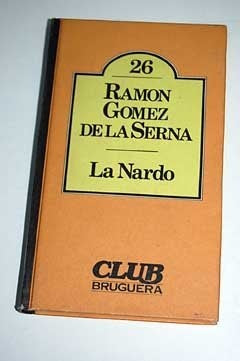 26
RAMON
GOMEZ
DE LA SERNA
La Nardo
CLUB
BRUGUERA